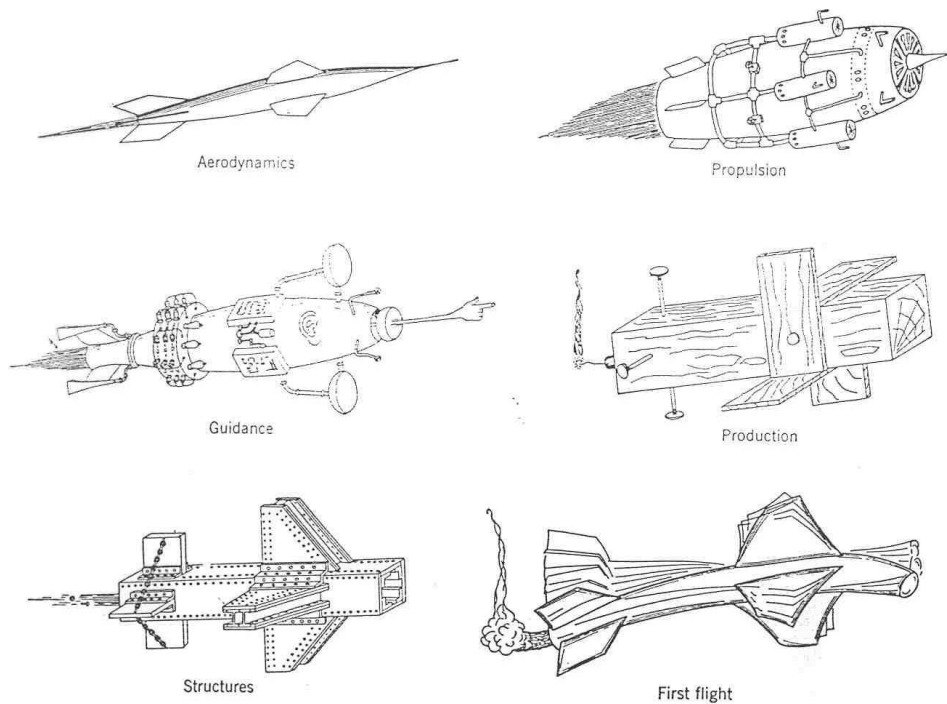 Aerodynamics
Propulsion
Guidance
Production
Structures
First flight